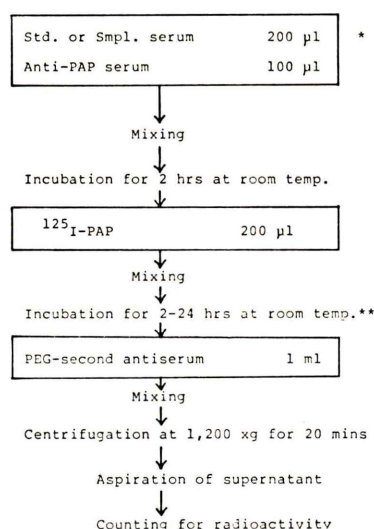 Std. or Smpl. serum 200 µl *
Anti-PAP serum 100 µl
Mixing
Incubation for 2 hrs at room temp.
125I-PAP 200 µl
Mixing
Incubation for 2-24 hrs at room temp.**
PEG-second antiserum 1 ml
Mixing
Centrifugation at 1,200 xg for 20 mins
Aspiration of supernatant
Counting for radioactivity